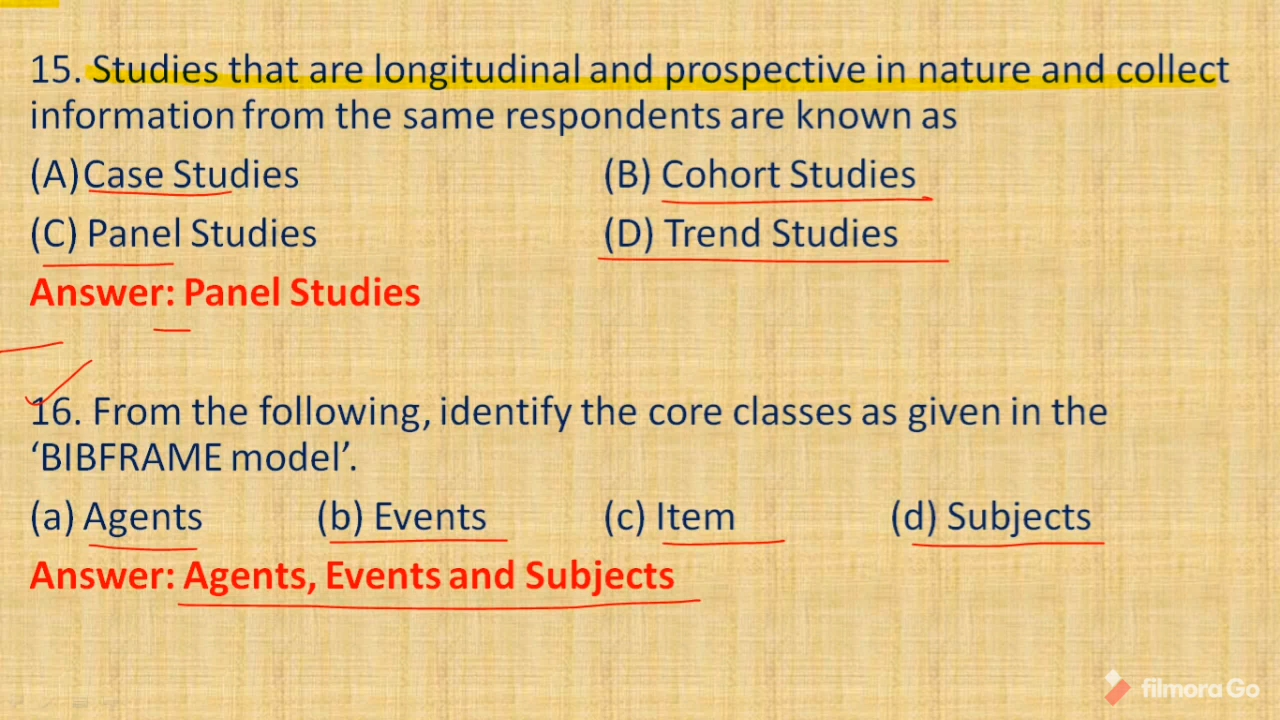 15. Studies that are longitudinal and prospective in nature and collect
information from the same respondents are known as
(A) Case Studies (B) Cohort Studies
(C) Panel Studies (D) Trend Studies
Answer: Panel Studies
16. From the following, identify the core classes as given in the
‘BIBFRAME model’.
(a) Agents (b) Events (c) Item (d) Subjects
Answer: Agents, Events and Subjects
filmora Go